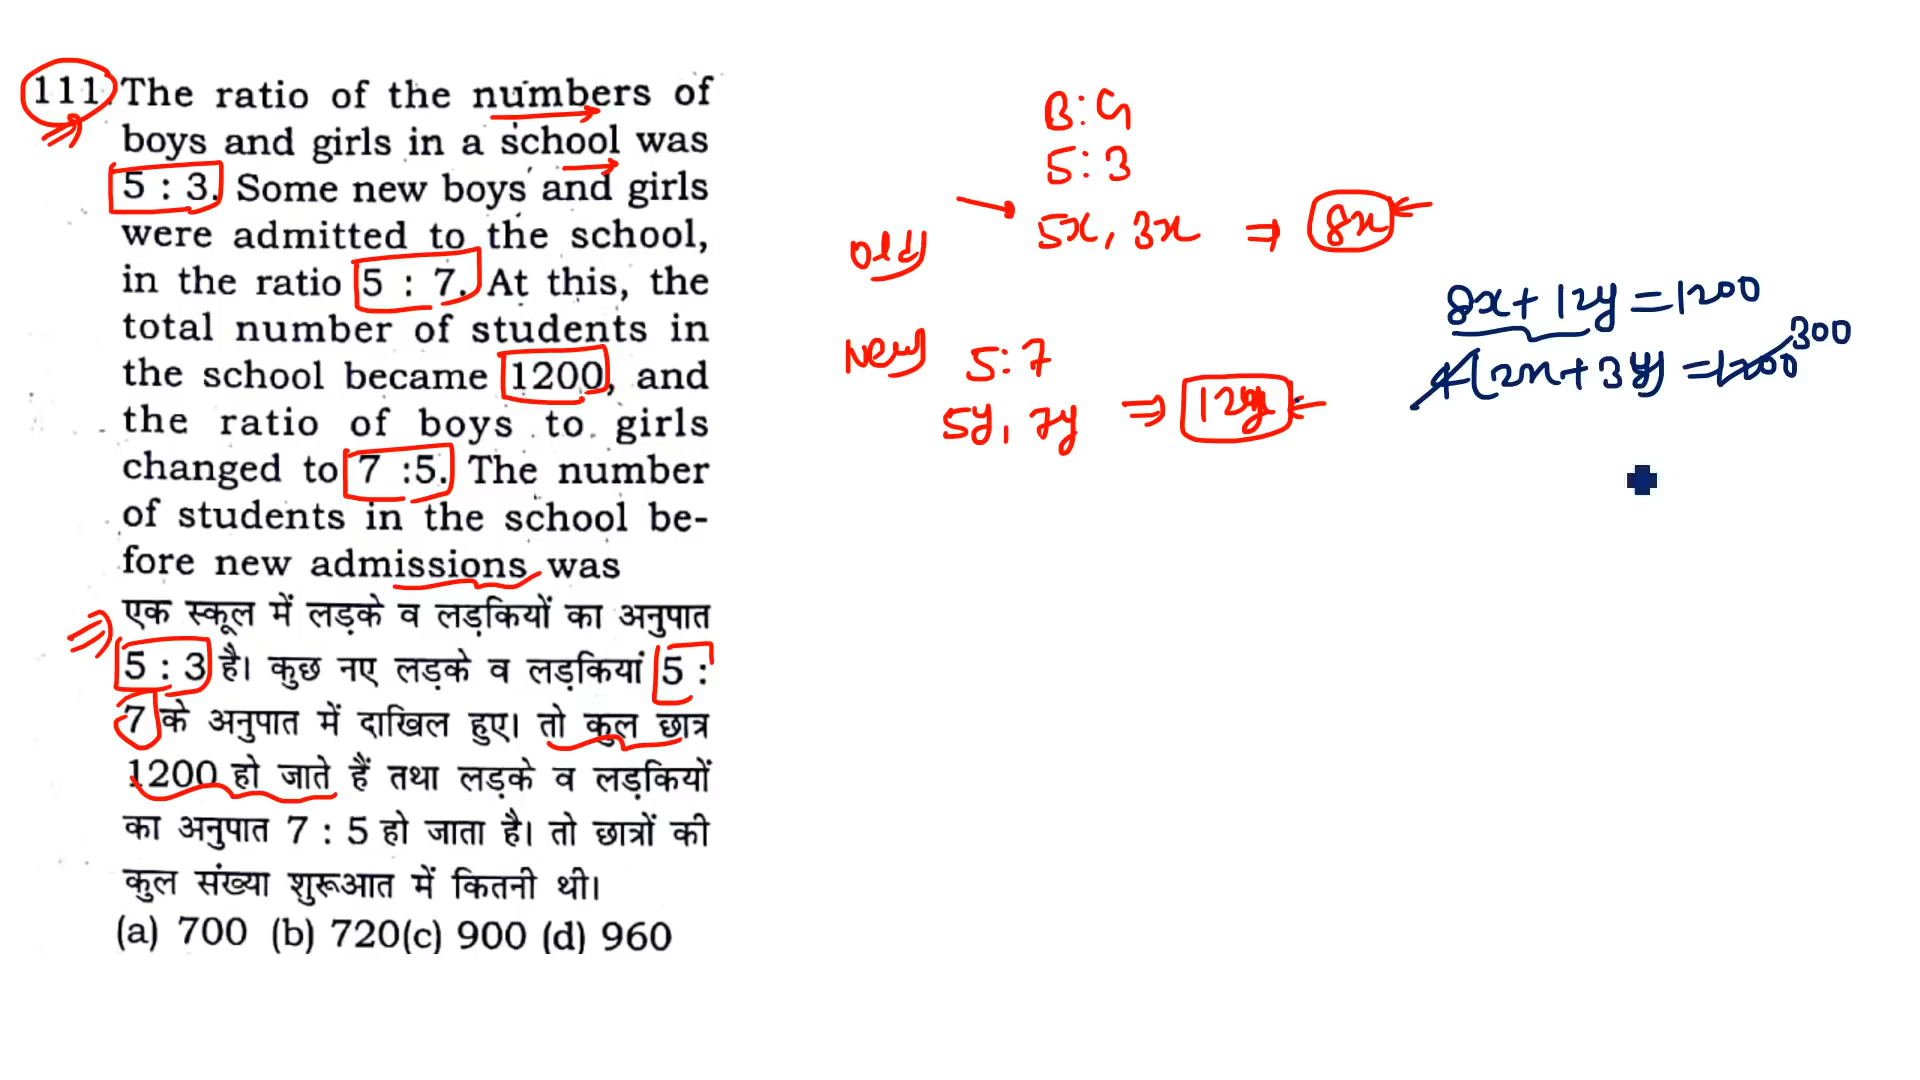 111. The ratio of the numbers of
boys and girls in a school was
5 : 3. Some new boys and girls
were admitted to the school,
in the ratio 5 : 7. At this, the
total number of students in
the school became 1200, and
the ratio of boys to girls
changed to 7 :5. The number
of students in the school be-
fore new admissions was
एक स्कूल में लड़के व लड़कियों का अनुपात
5 : 3 है। कुछ नए लड़के व लड़कियां 5 :
7 के अनुपात में दाखिल हुए। तो कुल छात्र
1200 हो जाते हैं तथा लड़के व लड़कियों
का अनुपात 7 : 5 हो जाता है। तो छात्रों की
कुल संख्या शुरूआत में कितनी थी।
(a) 700 (b) 720(c) 900 (d) 960
B:G
5:3
Old 5x, 3x ⇒ 8x
New 5:7
5y, 7y ⇒ 12y
8x+12y=1200
4(2x+3y)=1200 300